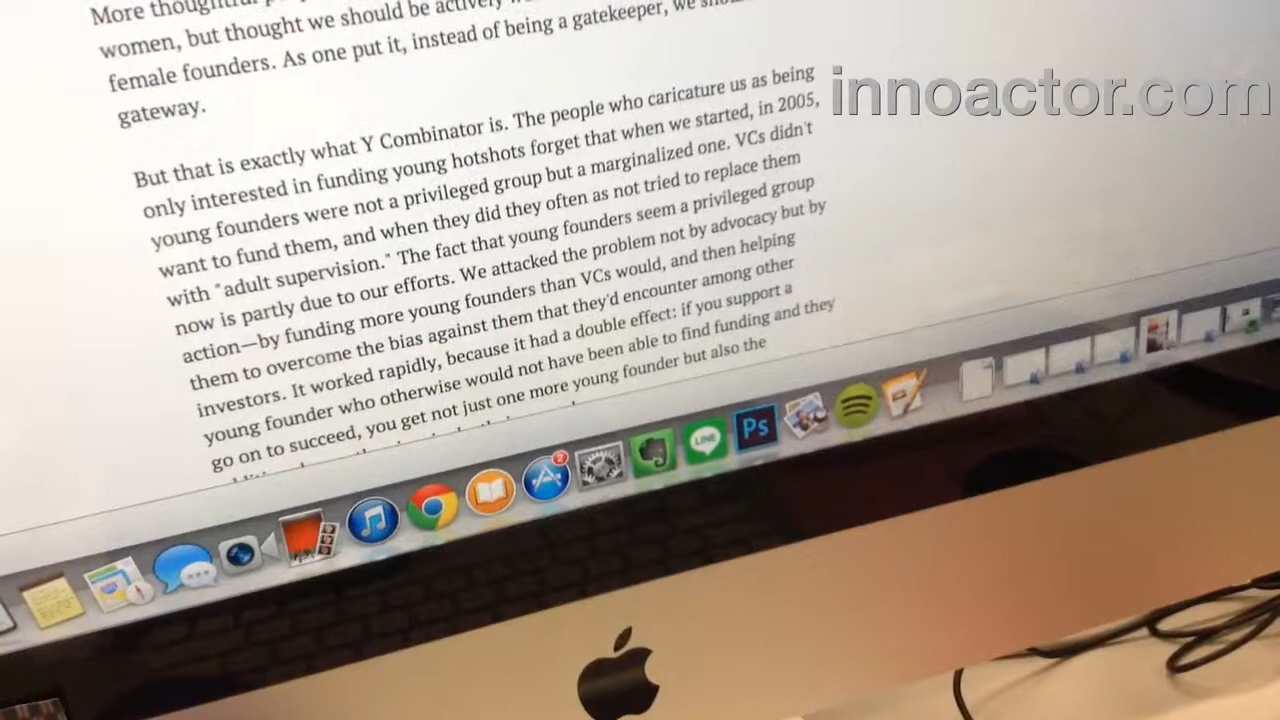 More thoughtful
women, but thought we should be actively
female founders. As one put it, instead of being a gatekeeper, we
gateway.
But that is exactly what Y Combinator is. The people who caricature us as being
only interested in funding young hotshots forget that when we started, in 2005,
young founders were not a privileged group but a marginalized one. VCs didn't
want to fund them, and when they did they often as not tried to replace them
with "adult supervision." The fact that young founders seem a privileged group
now is partly due to our efforts. We attacked the problem not by advocacy but by
action—by funding more young founders than VCs would, and then helping
them to overcome the bias against them that they'd encounter among other
investors. It worked rapidly, because it had a double effect: if you support a
young founder who otherwise would not have been able to find funding and they
go on to succeed, you get not just one more young founder but also the
innoactor.com
2
LINE
Ps